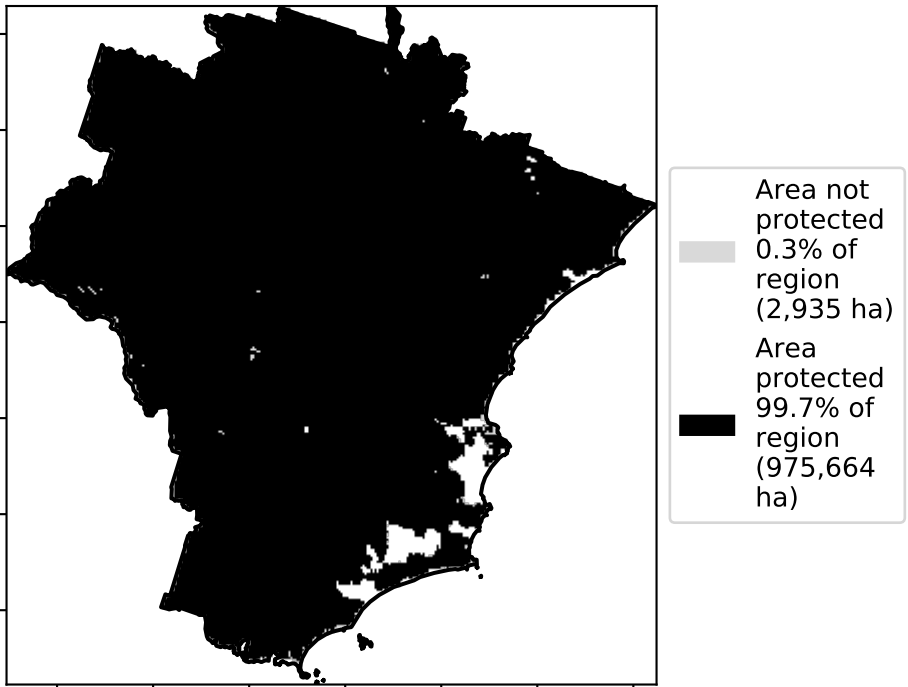 Area not
protected
0.3% of
region
(2,935 ha)
Area
protected
99.7% of
region
(975,664
ha)